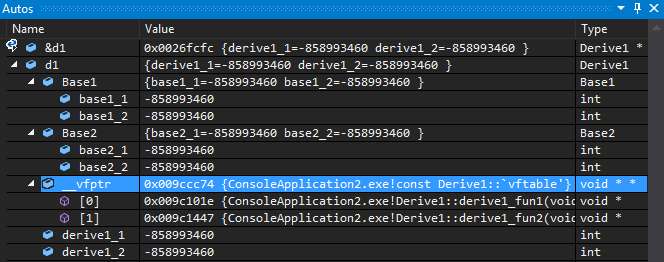 Autos
Name Value Type
&d1 0x0026fcfc {derive1_1=-858993460 derive1_2=-858993460 } Derive1 *
d1 {derive1_1=-858993460 derive1_2=-858993460 } Derive1
Base1 {base1_1=-858993460 base1_2=-858993460 } Base1
base1_1 -858993460 int
base1_2 -858993460 int
Base2 {base2_1=-858993460 base2_2=-858993460 } Base2
base2_1 -858993460 int
base2_2 -858993460 int
__vfptr 0x009ccc74 {ConsoleApplication2.exe!const Derive1::`vftable'} void * *
[0] 0x009c101e {ConsoleApplication2.exe!Derive1::derive1_fun1(void void *
[1] 0x009c1447 {ConsoleApplication2.exe!Derive1::derive1_fun2(void void *
derive1_1 -858993460 int
derive1_2 -858993460 int